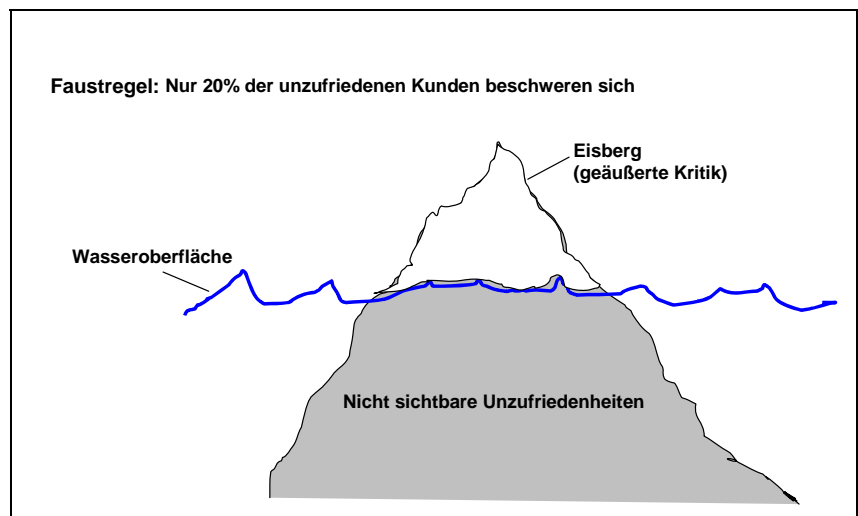 Faustregel: Nur 20% der unzufriedenen Kunden beschweren sich
Eisberg
(geäußerte Kritik)
Wasseroberfläche
Nicht sichtbare Unzufriedenheiten